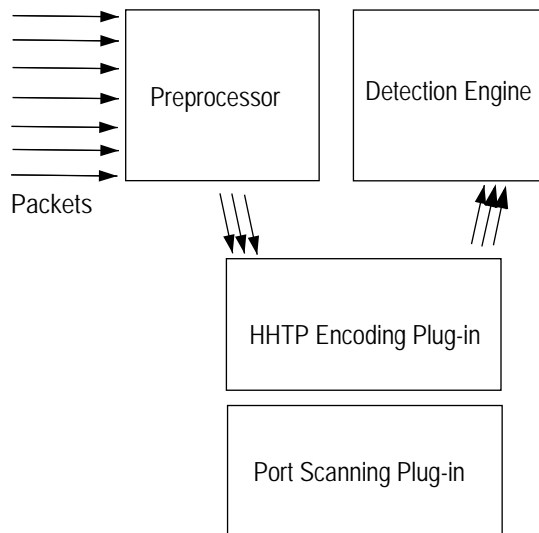 Preprocessor
Detection Engine
Packets
HHTP Encoding Plug-in
Port Scanning Plug-in